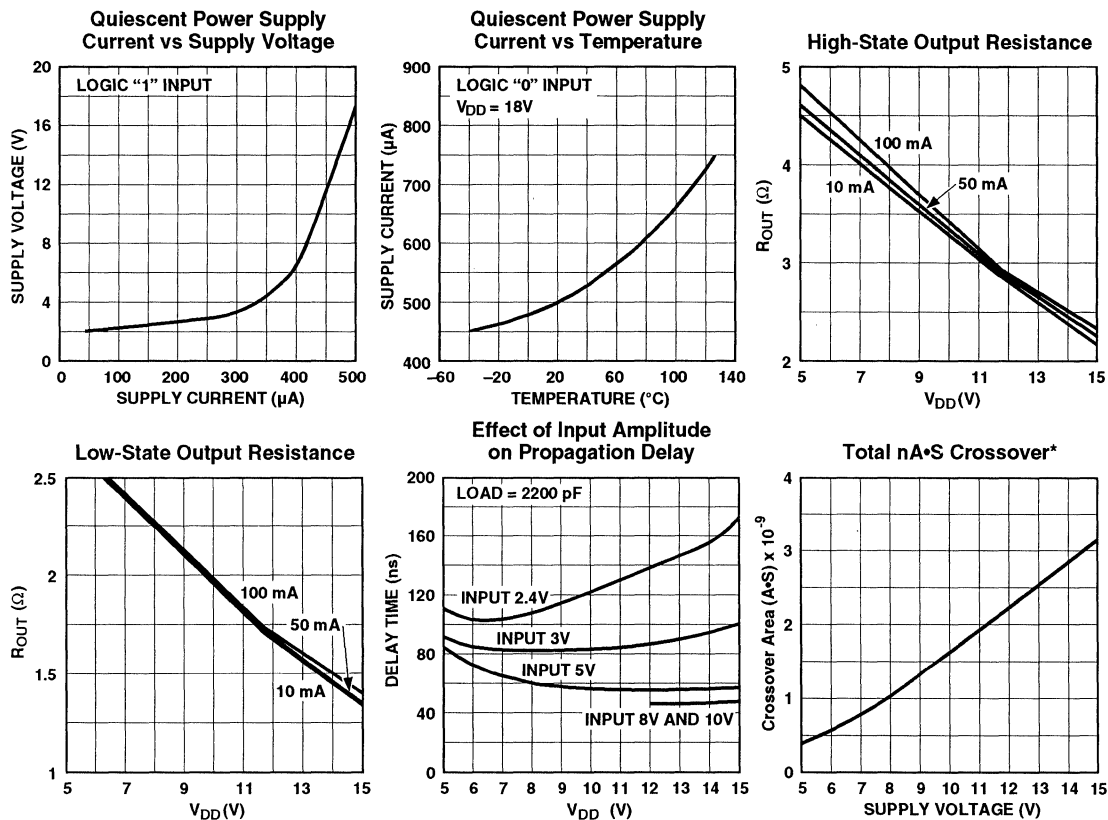 Quiescent Power Supply
Current vs Supply Voltage
20
16
12
8
4
0
SUPPLY VOLTAGE (V)
LOGIC “1” INPUT
0 100 200 300 400 500
SUPPLY CURRENT (µA)
Quiescent Power Supply
Current vs Temperature
900
800
700
600
500
400
SUPPLY CURRENT (µA)
LOGIC “0” INPUT
VDD = 18V
–60 –20 20 60 100 140
TEMPERATURE (°C)
High-State Output Resistance
5
4
3
2
ROUT (Ω)
100 mA
50 mA
10 mA
5 7 9 11 13 15
VDD (V)
Low-State Output Resistance
2.5
2
1.5
1
ROUT (Ω)
100 mA
50 mA
10 mA
5 7 9 11 13 15
VDD (V)
Effect of Input Amplitude
on Propagation Delay
200
160
120
80
40
0
DELAY TIME (ns)
LOAD = 2200 pF
INPUT 2.4V
INPUT 3V
INPUT 5V
INPUT 8V AND 10V
5 6 7 8 9 10 11 12 13 14 15
VDD (V)
Total nA•S Crossover*
4
3
2
1
0
Crossover Area (A•S) x 10-9
5 6 7 8 9 10 11 12 13 14 15
SUPPLY VOLTAGE (V)